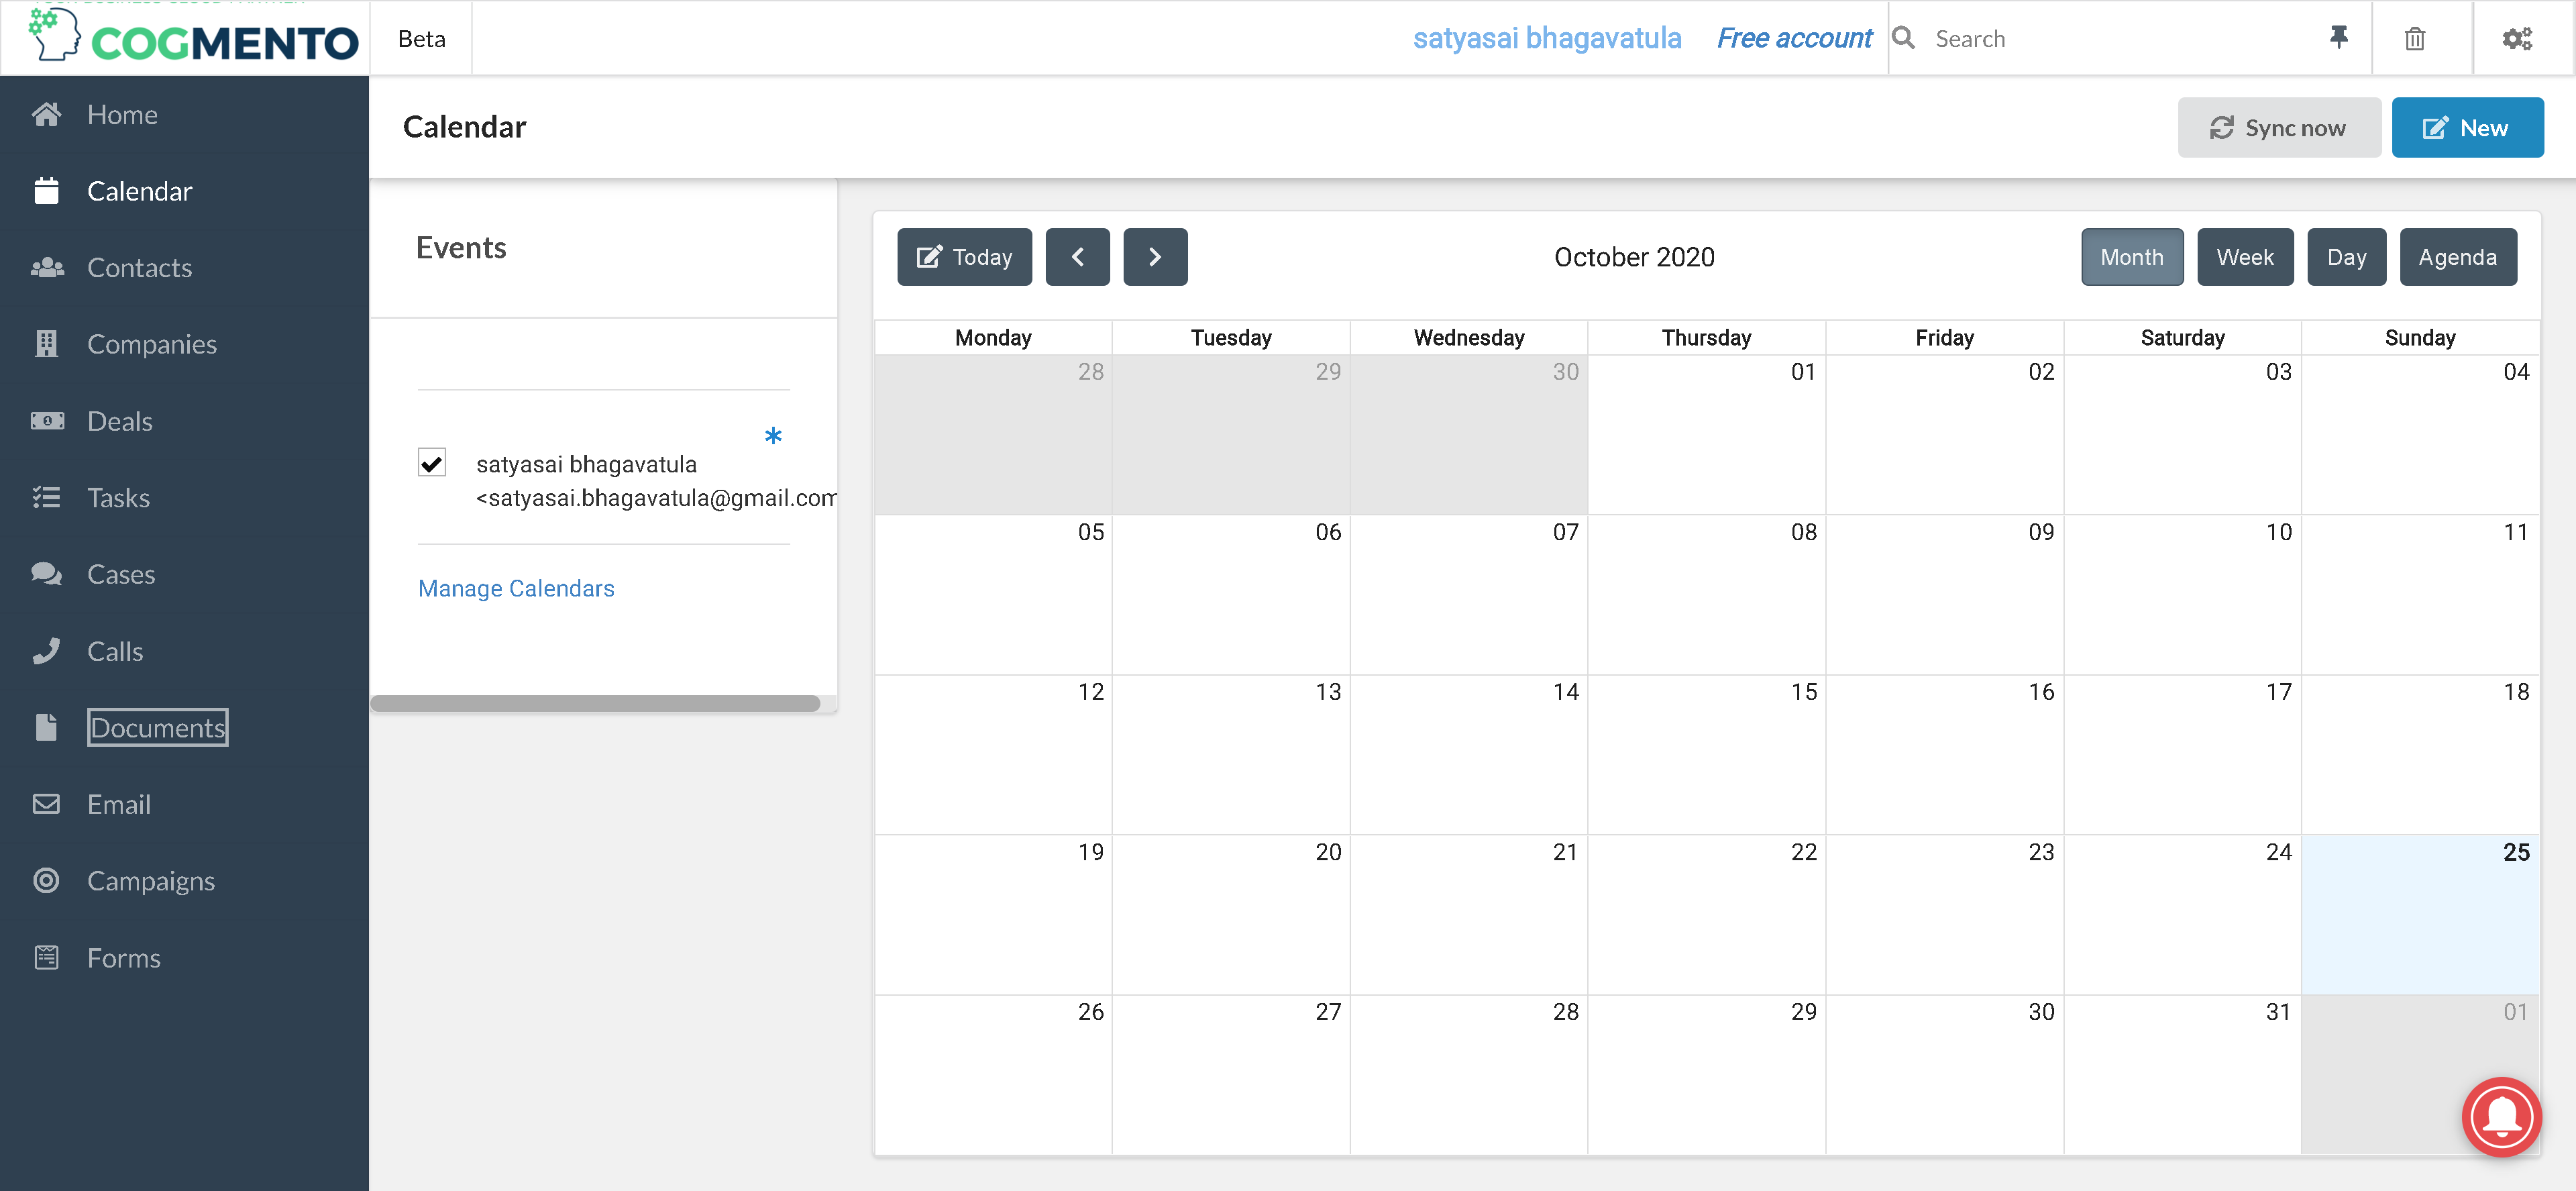 COGMENTO
Beta
satyasai bhagavatula
Free account
Search
Home
Calendar
Contacts
Companies
Deals
Tasks
Cases
Calls
Documents
Email
Campaigns
Forms
Calendar
Sync now
New
Events
satyasai bhagavatula
<satyasai.bhagavatula@gmail.com
Manage Calendars
Today
October 2020
Month
Week
Day
Agenda
Monday Tuesday Wednesday Thursday Friday Saturday Sunday
28 29 30 01 02 03 04
05 06 07 08 09 10 11
12 13 14 15 16 17 18
19 20 21 22 23 24 25
26 27 28 29 30 31 01